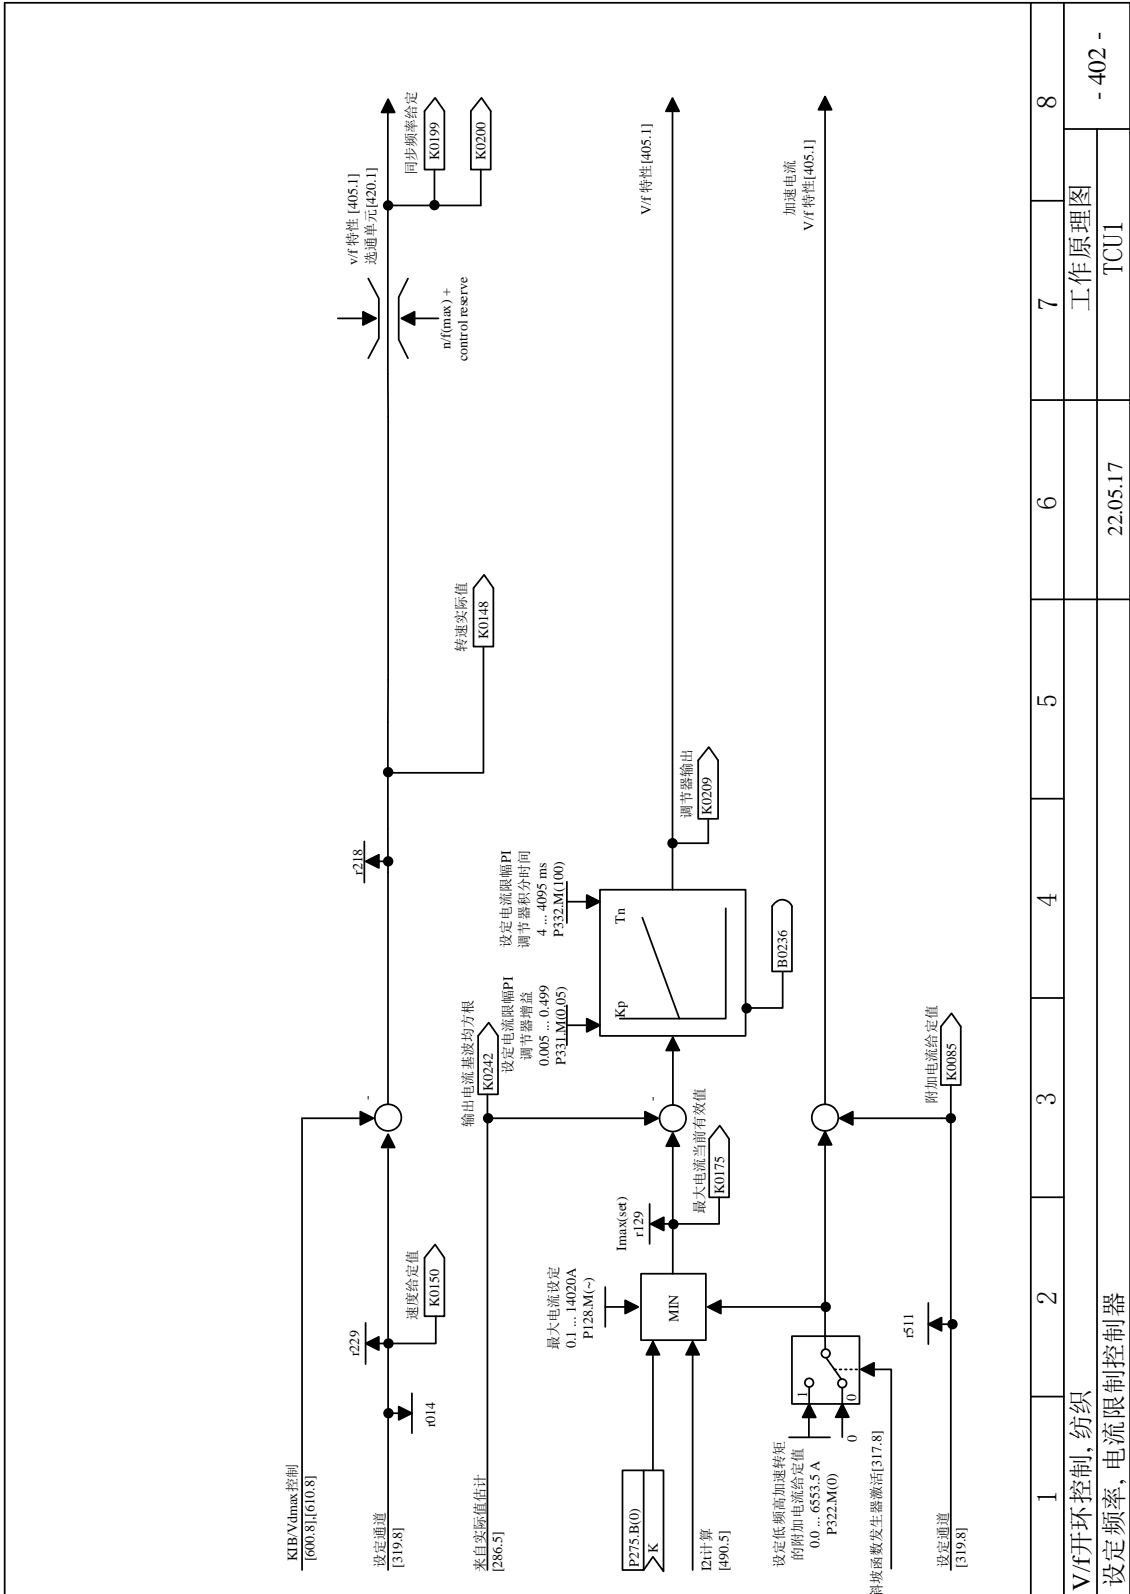 KIB/Vdmax控制
[600.8],[610.8]
设定通道
[319.8]
r014
r229
速度给定值
K0150
-
r218
转速实际值
K0148
v/f 特性 [405.1]
选通单元[420.1]
n/f(max) +
control reserve
同步频率给定
K0199
K0200
来自实际值估计
[286.5]
输出电流基波均方根
K0242
P275.B(0)
K
I2t计算
[490.5]
最大电流设定
0.1 ... 14020A
P128.M(~)
MIN
Imax(set)
r129
最大电流当前有效值
K0175
-
设定电流限幅PI
调节器增益
0.005 ... 0.499
P331.M(0.05)
设定电流限幅PI
调节器积分时间
4 ... 4095 ms
P332.M(100)
Kp
Tn
B0236
调节器输出
K0209
V/f 特性[405.1]
设定低频高加速转矩
的附加电流给定值
0.0 ... 6553.5 A
P322.M(0)
0
1
0
斜坡函数发生器激活[317.8]
加速电流
V/f 特性[405.1]
设定通道
[319.8]
r511
附加电流给定值
K0085
1 2 3 4 5 6 7 8
V/f开环控制, 纺织
设定频率, 电流限制控制器
22.05.17
工作原理图
TCU1
- 402 -